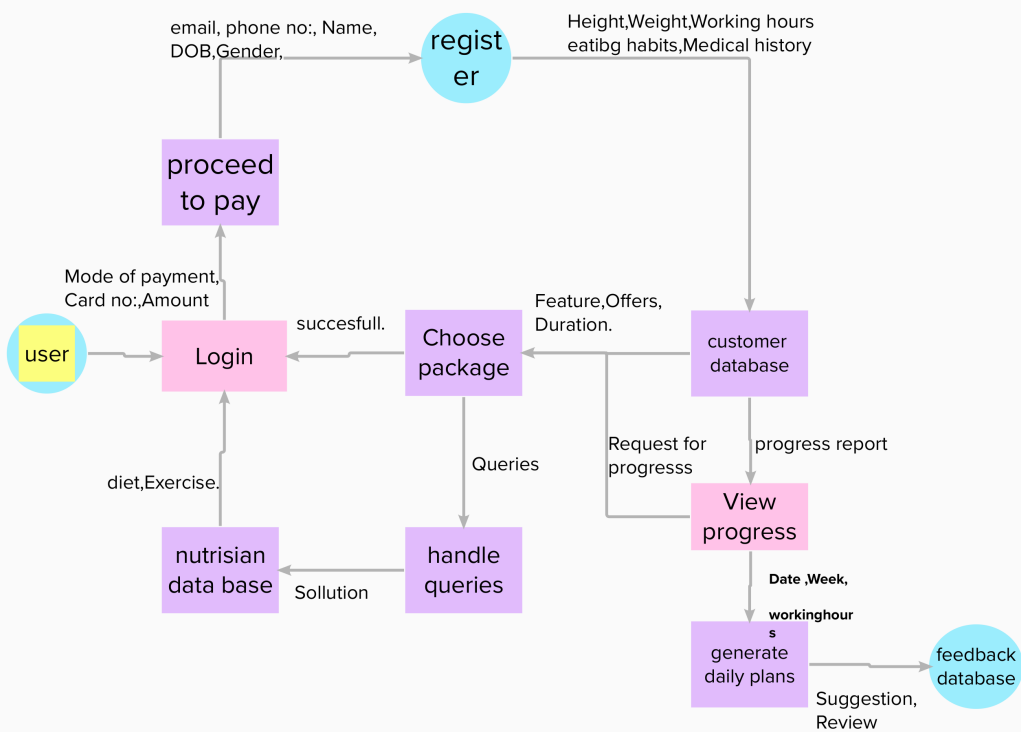 email, phone no:, Name,
DOB,Gender,
regist
er
Height,Weight,Working hours
eatibg habits,Medical history
proceed
to pay
Mode of payment,
Card no:,Amount
user
Login
succesfull.
Choose
package
Feature,Offers,
Duration.
customer
database
Request for
progresss
progress report
Queries
diet,Exercise.
View
progress
nutrisian
data base
Sollution
handle
queries
Date ,Week,
workinghour
s
generate
daily plans
feedback
database
Suggestion,
Review